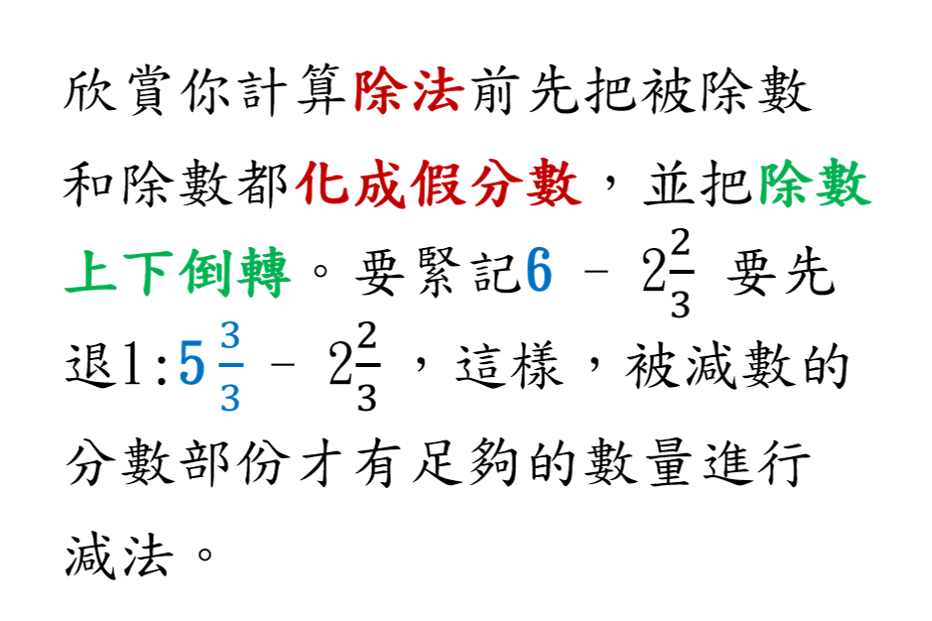 欣賞你計算除法前先把被除數
和除數都化成假分數，並把除數
上下倒轉。要緊記6 - 2 2/3 要先
退1:5 3/3 - 2 2/3 ，這樣，被減數的
分數部份才有足夠的數量進行
減法。